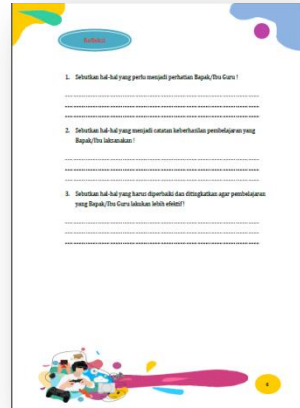 Refleksi
1. Sebutkan hal-hal yang perlu menjadi perhatian Bapak/Ibu Guru !
2. Sebutkan hal-hal yang menjadi catatan keberhasilan pembelajaran yang
Bapak/Ibu laksanakan !
3. Sebutkan hal-hal yang harus diperbaiki dan ditingkatkan agar pembelajaran
yang Bapak/Ibu Guru lakukan lebih efektif!